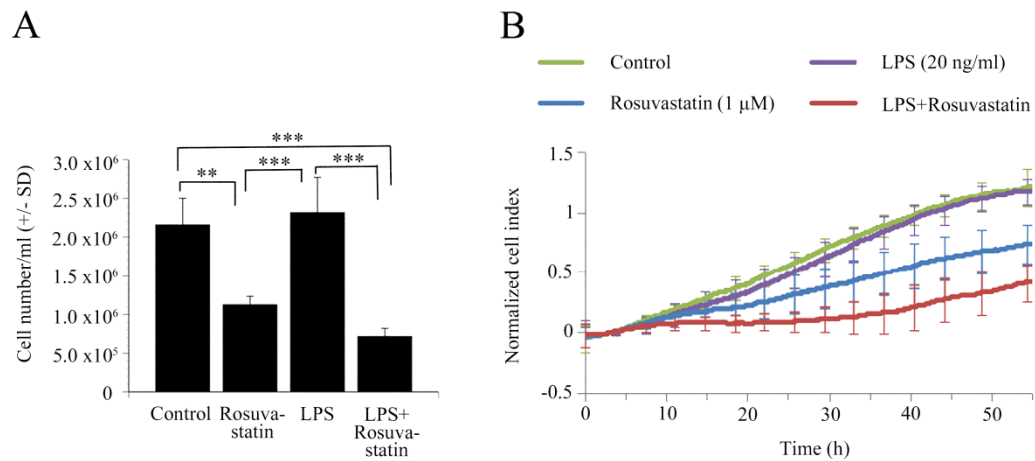 A
B
Control
LPS (20 ng/ml)
Rosuvastatin (1 µM)
LPS+Rosuvastatin
***
** *** ***
Cell number/ml (+/- SD)
3.0 x10⁶
2.5 x10⁶
2.0 x10⁶
1.5 x10⁶
1.0 x10⁶
5.0 x10⁵
0
Control
Rosuva-
statin
LPS
LPS+
Rosuva-
statin
Normalized cell index
1.5
1
0.5
0
-0.5
0 10 20 30 40 50
Time (h)